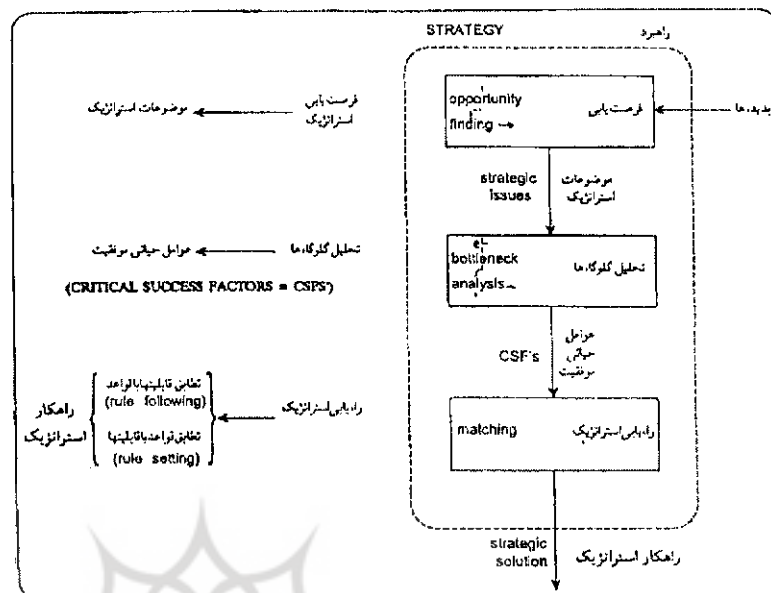 STRATEGY راهبرد
opportunity
finding
فرصت یابی
پدیده‌ها
فرصت یابی
استراتژیک
موضوعات استراتژیک
strategic
issues
موضوعات
استراتژیک
bottleneck
analysis
تحلیل گلوگاه‌ها
تحلیل گلوگاه‌ها
عوامل حیاتی موفقیت
(CRITICAL SUCCESS FACTORS = CSFS')
CSF's
عوامل
حیاتی
موفقیت
matching
راه‌یابی استراتژیک
راه‌یابی استراتژیک
تطابق قابلیتها با قواعد
(rule following)
تطابق قواعد با قابلیتها
(rule setting)
راهکار
استراتژیک
strategic
solution
راهکار استراتژیک